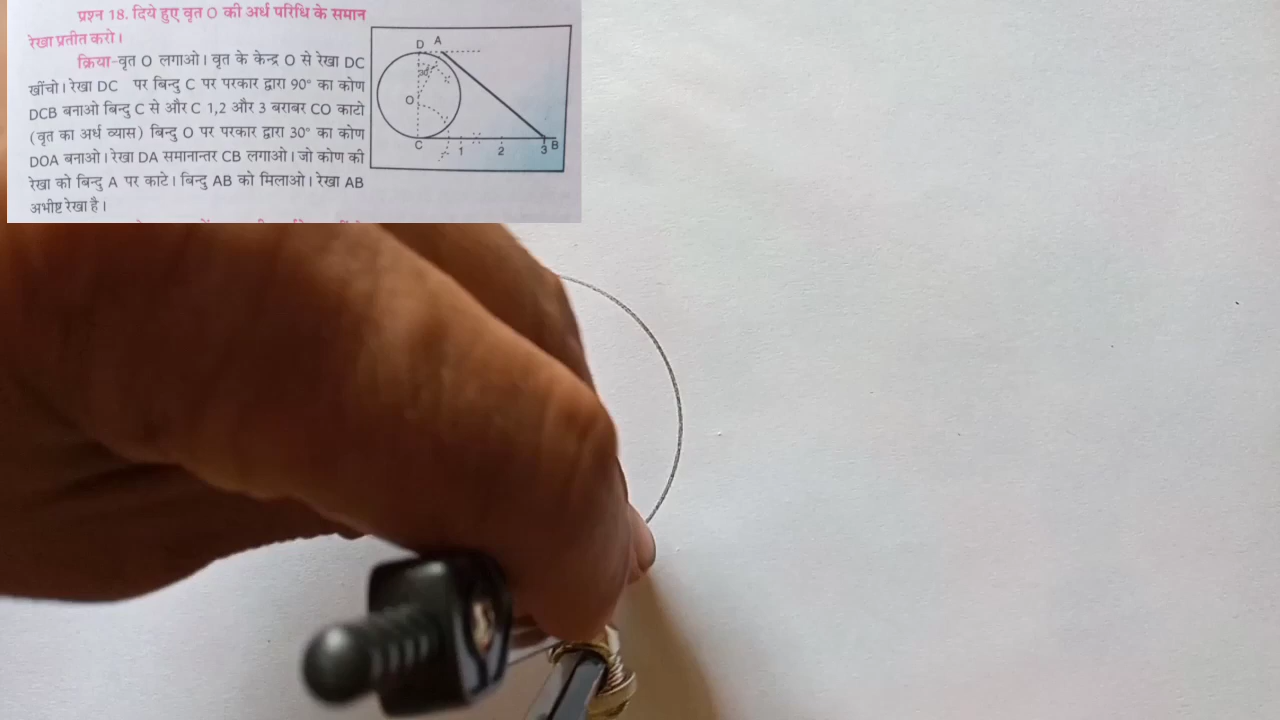 प्रश्न 18. दिये हुए वृत O की अर्ध परिधि के समान
रेखा प्रतीत करो।
क्रिया–वृत O लगाओ। वृत के केन्द्र O से रेखा DC
खींचो। रेखा DC पर बिन्दु C पर परकार द्वारा 90° का कोण
DCB बनाओ बिन्दु C से और C 1,2 और 3 बराबर CO काटो
(वृत का अर्ध व्यास) बिन्दु O पर परकार द्वारा 30° का कोण
DOA बनाओ। रेखा DA समानान्तर CB लगाओ। जो कोण की
रेखा को बिन्दु A पर काटे। बिन्दु AB को मिलाओ। रेखा AB
अभीष्ट रेखा है।
D A
30°
O
C 1 2 3 B